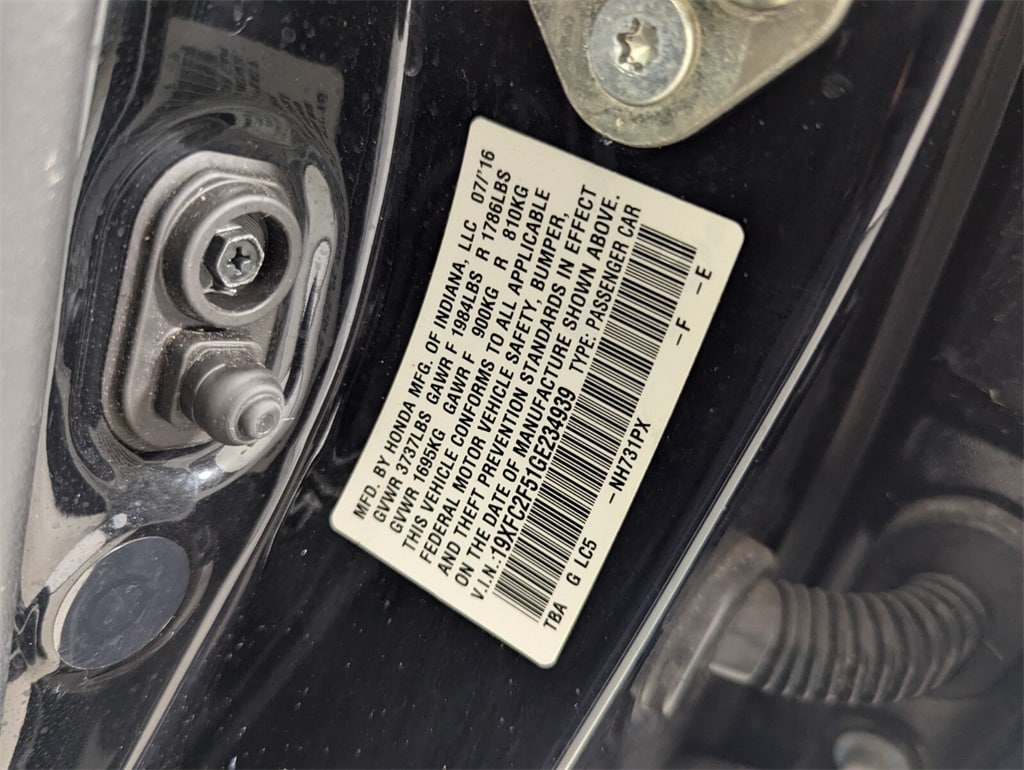 MFD. BY HONDA MFG. OF INDIANA, LLC 07/'16
GVWR 3737LBS GAWR F 1984LBS R 1786LBS
GVWR 1695KG GAWR F 900KG R 810KG
THIS VEHICLE CONFORMS TO ALL APPLICABLE
FEDERAL MOTOR VEHICLE SAFETY, BUMPER,
AND THEFT PREVENTION STANDARDS IN EFFECT
ON THE DATE OF MANUFACTURE SHOWN ABOVE.
V.I.N.:19XFC2F51GE234939 TYPE: PASSENGER CAR
TBA G LC5 -NH731PX -F -E